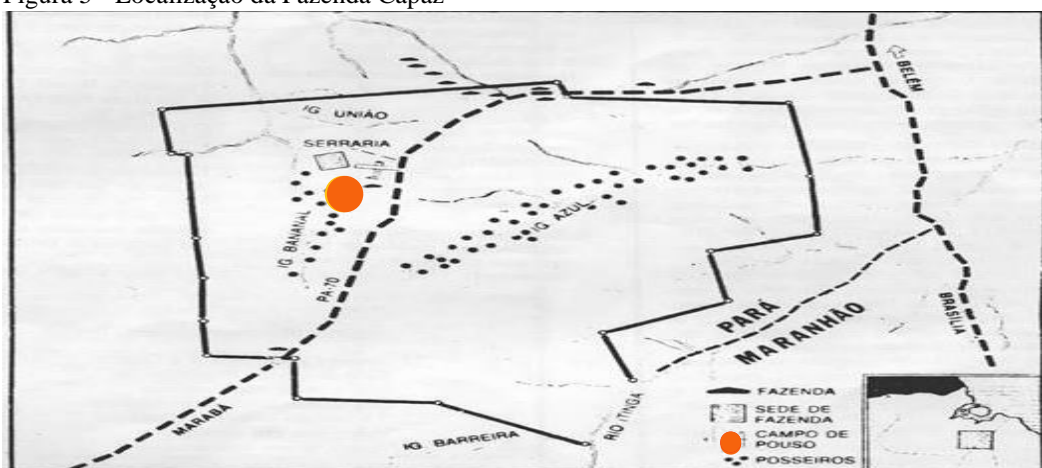 Figura 3 - Localização da Fazenda Capaz
BELÉM
IG UNIÃO
SERRARIA
IG BANANAL
IG AZUL
PA-70
PARÁ
MARANHÃO
BRASÍLIA
MARABÁ
IG BARREIRA
RIO ITINGA
FAZENDA
SEDE DE
FAZENDA
CAMPO DE
POUSO
POSSEIROS